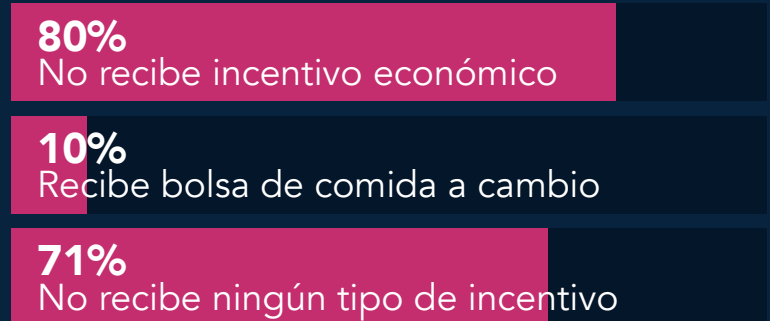 80%
No recibe incentivo económico
10%
Recibe bolsa de comida a cambio
71%
No recibe ningún tipo de incentivo